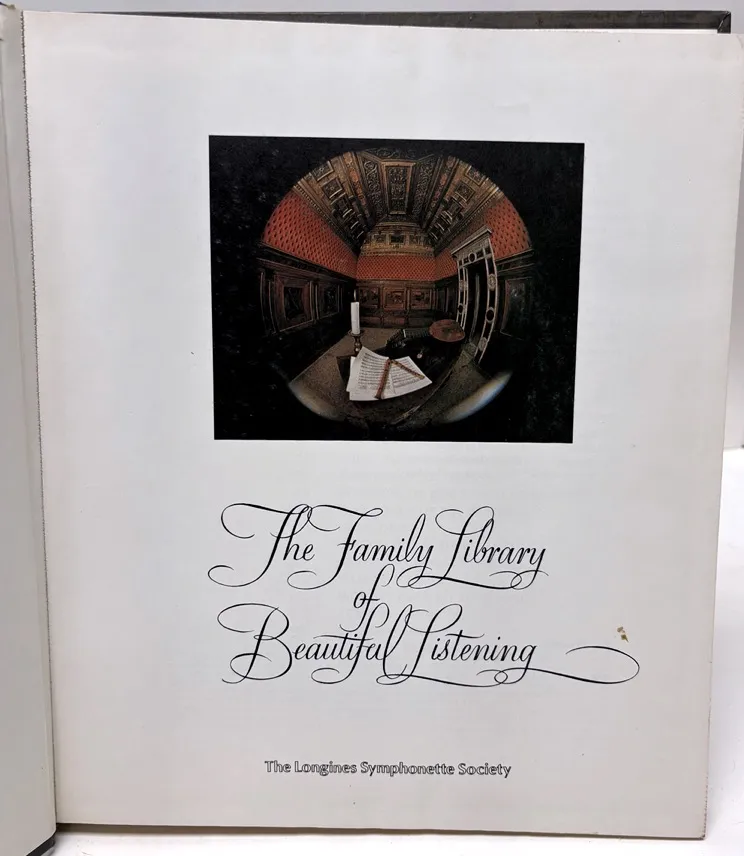 The Family Library
of
Beautiful Listening
The Longines Symphonette Society